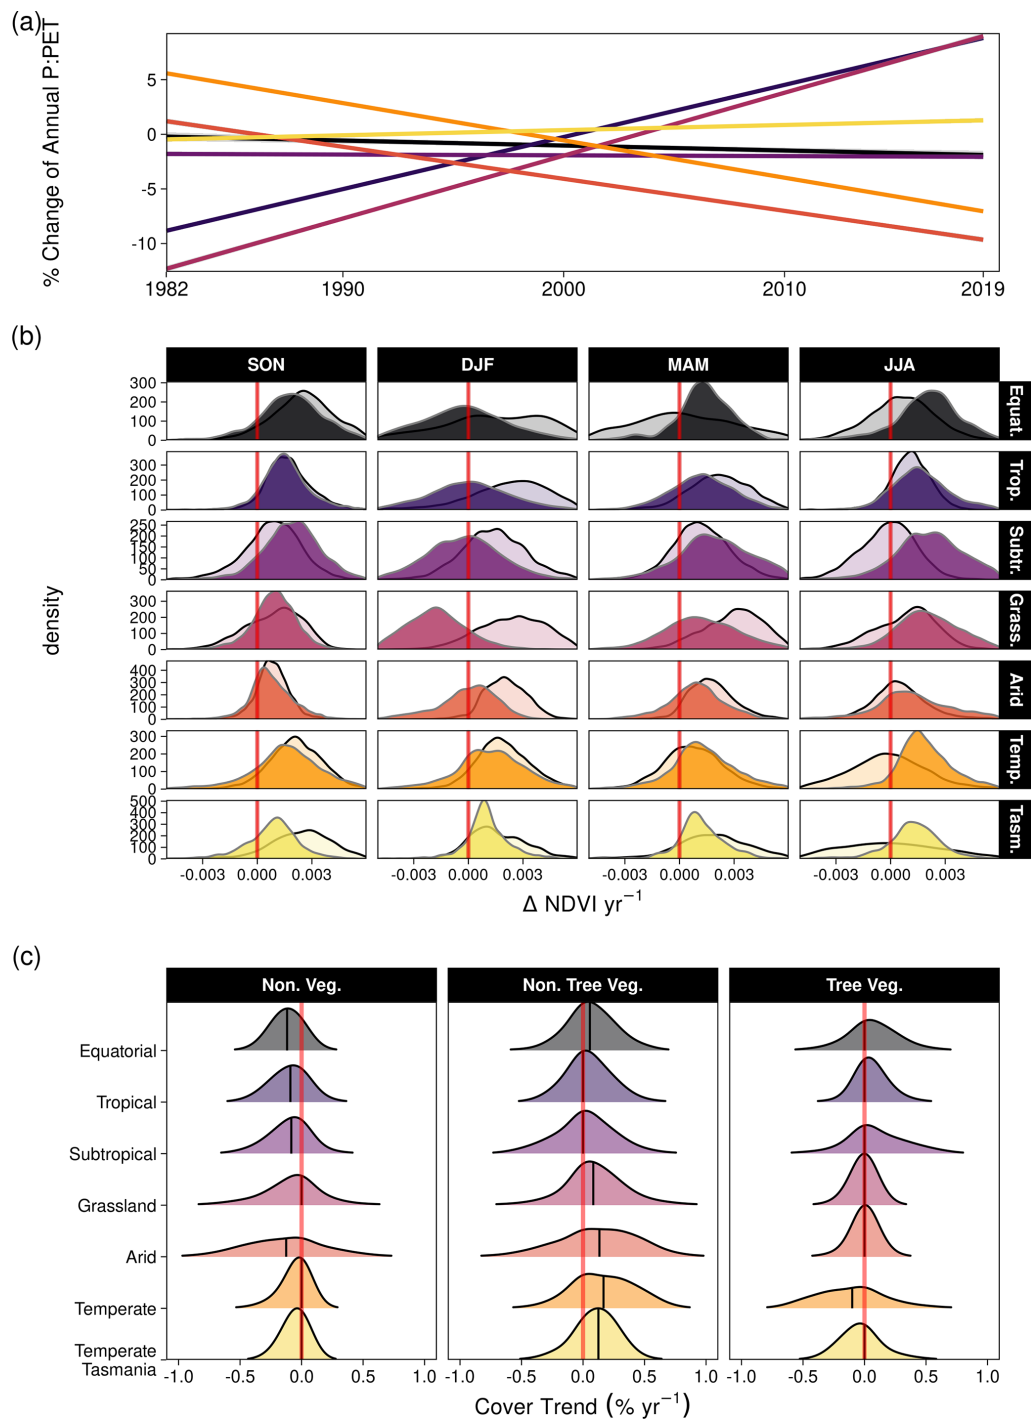 (a)
% Change of Annual P:PET
5
0
-5
-10
1982 1990 2000 2010 2019
(b)
SON DJF MAM JJA
density
300
200
100
0
Equat.
300
200
100
0
Trop.
250
200
150
100
50
0
Subtr.
300
200
100
0
Grass.
400
300
200
100
0
Arid
300
200
100
0
Temp.
500
400
300
200
100
0
Tasm.
-0.003 0.000 0.003 -0.003 0.000 0.003 -0.003 0.000 0.003 -0.003 0.000 0.003
Δ NDVI yr⁻¹
(c)
Non. Veg. Non. Tree Veg. Tree Veg.
Equatorial
Tropical
Subtropical
Grassland
Arid
Temperate
Temperate
Tasmania
-1.0 -0.5 0.0 0.5 1.0 -1.0 -0.5 0.0 0.5 1.0 -1.0 -0.5 0.0 0.5 1.0
Cover Trend (% yr⁻¹)